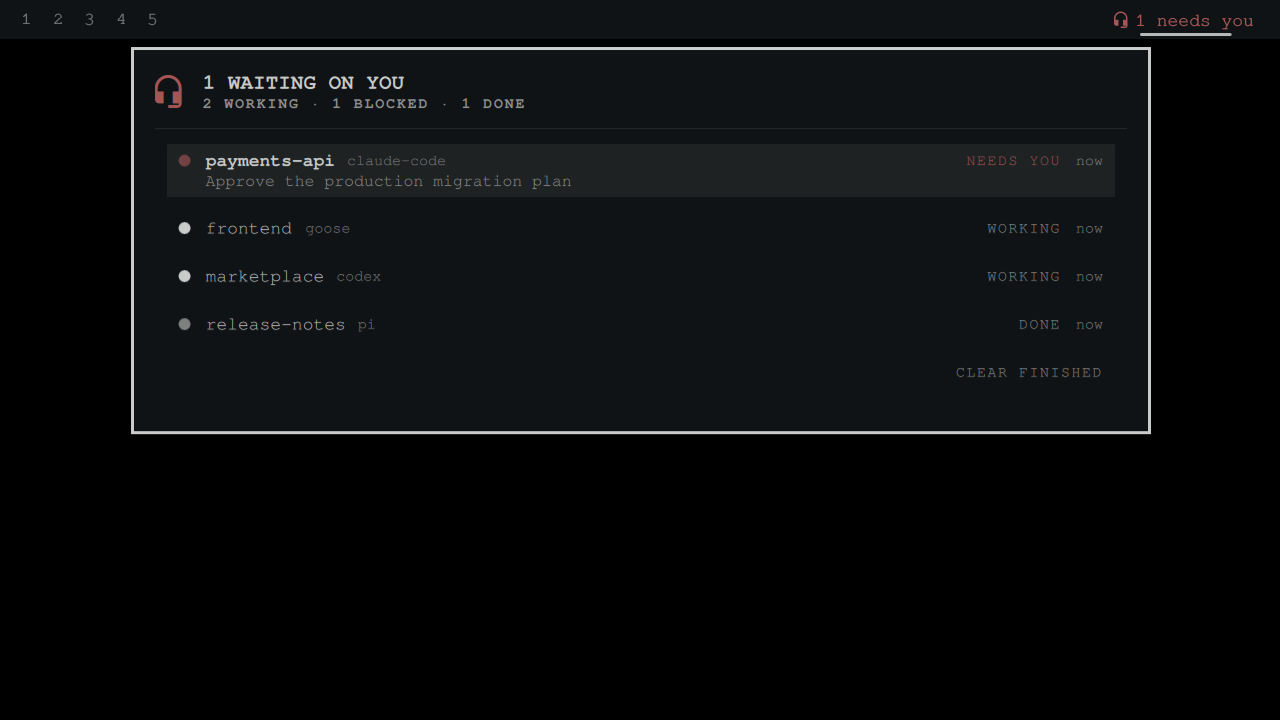 1 2 3 4 5 1 needs you
1 WAITING ON YOU
2 WORKING · 1 BLOCKED · 1 DONE
payments-api claude-code NEEDS YOU now
Approve the production migration plan
frontend goose WORKING now
marketplace codex WORKING now
release-notes pi DONE now
CLEAR FINISHED